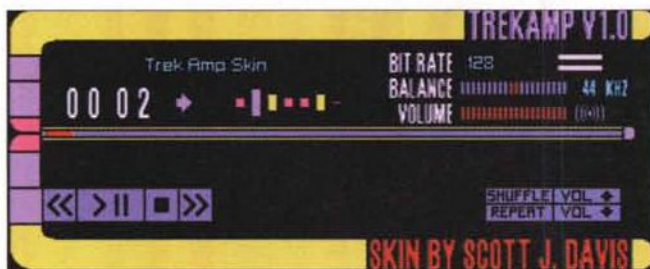 TREKAMP V1.0
Trek Amp Skin
BIT RATE 128
BALANCE 44 KHZ
00 02
VOLUME
SHUFFLE VOL
REPEAT VOL
SKIN BY SCOTT J. DAVIS